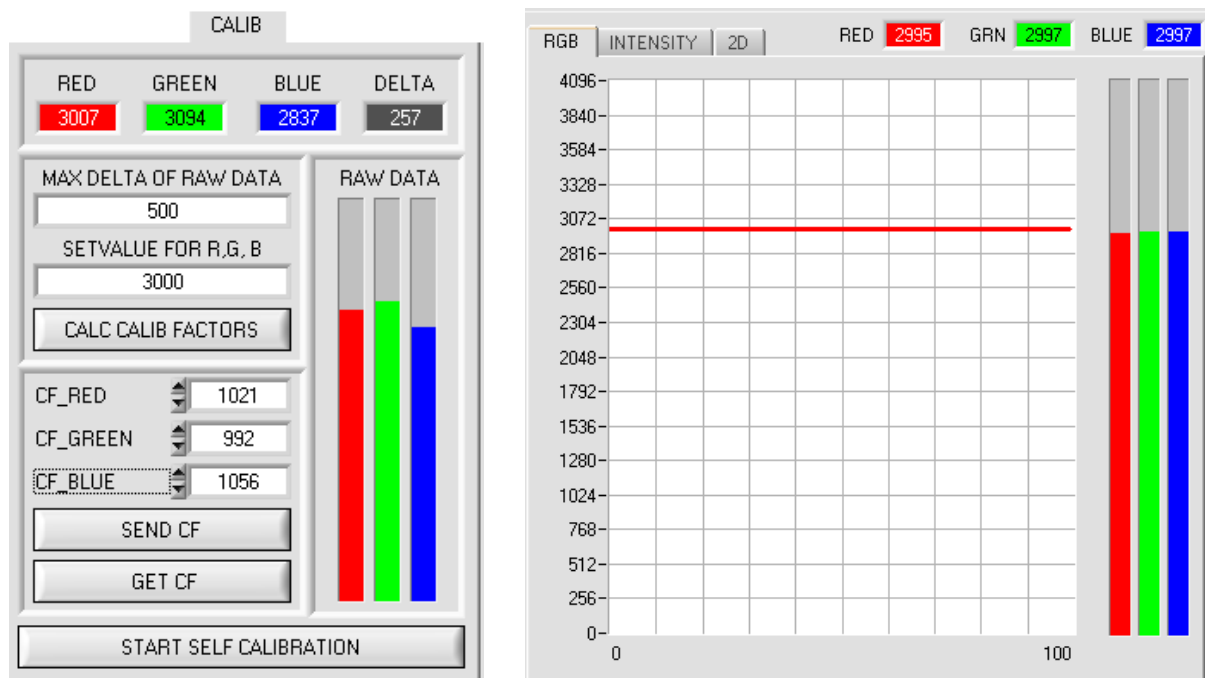 CALIB
RED GREEN BLUE DELTA
3007 3094 2837 257
MAX DELTA OF RAW DATA
500
SETVALUE FOR R,G, B
3000
CALC CALIB FACTORS
RAW DATA
CF_RED 1021
CF_GREEN 992
CF_BLUE 1056
SEND CF
GET CF
START SELF CALIBRATION
RGB INTENSITY 2D RED 2995 GRN 2997 BLUE 2997
4096
3840
3584
3328
3072
2816
2560
2304
2048
1792
1536
1280
1024
768
512
256
0
0 100